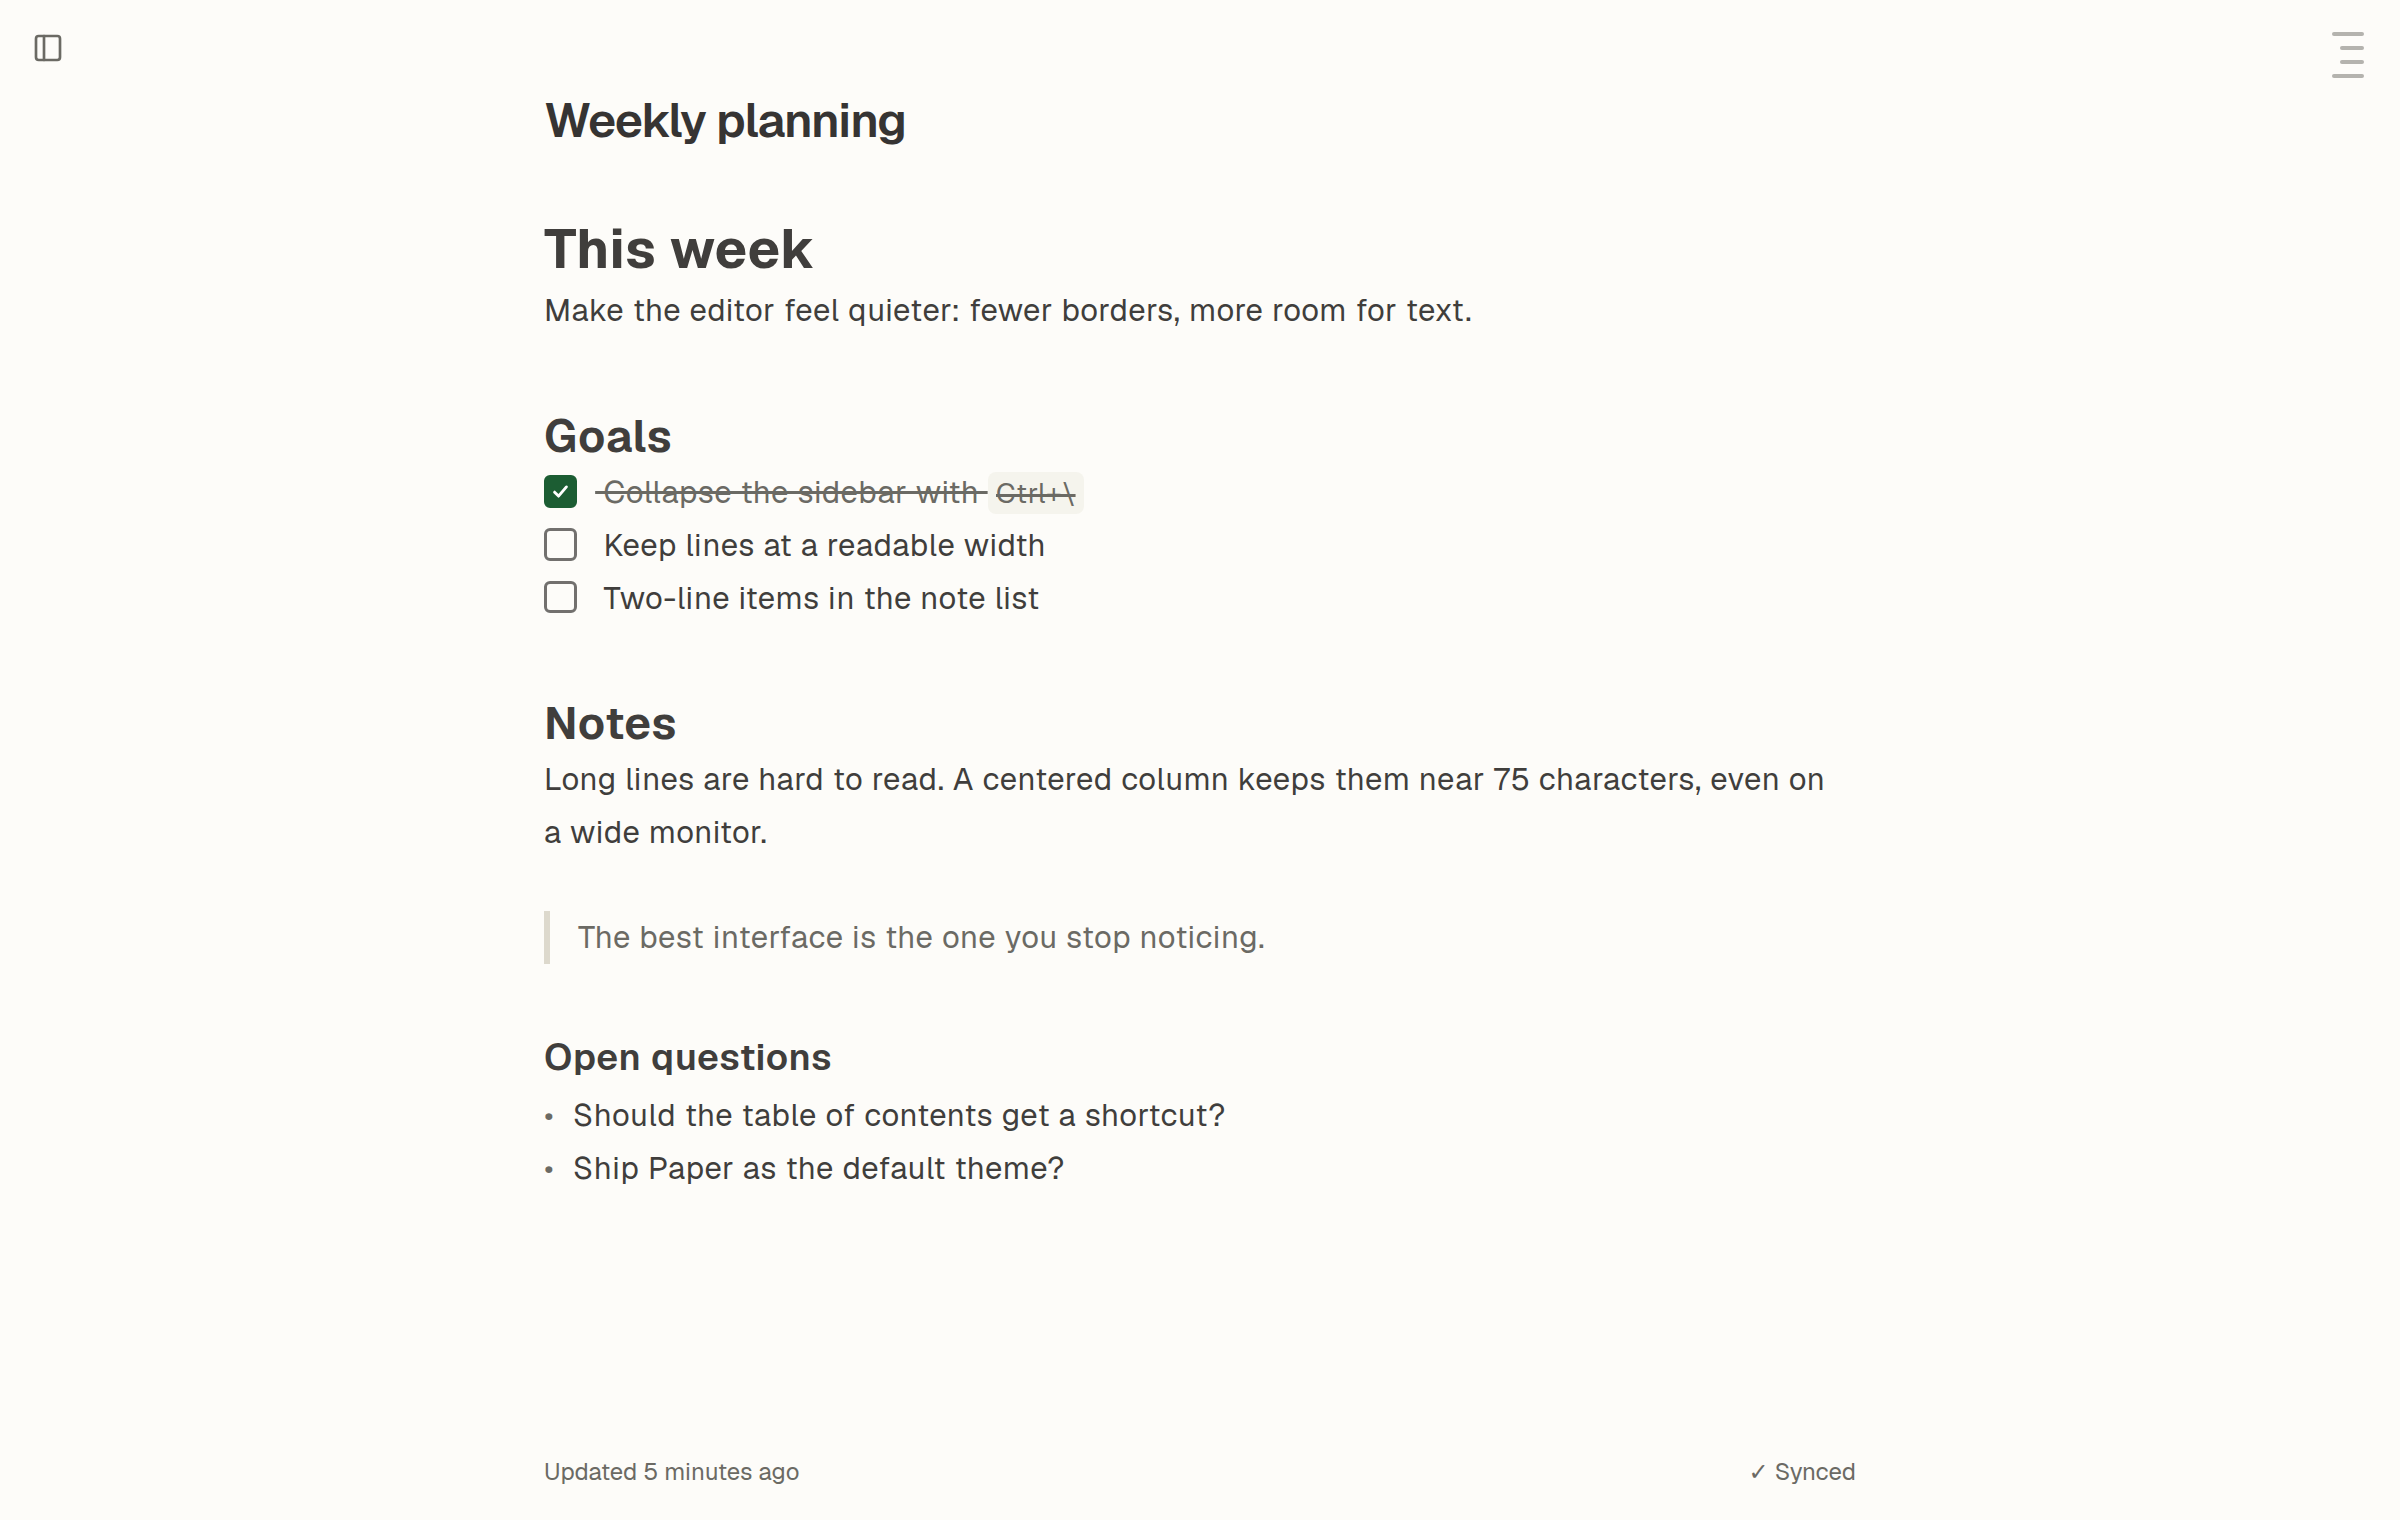 Weekly planning
This week
Make the editor feel quieter: fewer borders, more room for text.
Goals
Collapse the sidebar with Ctrl+\
Keep lines at a readable width
Two-line items in the note list
Notes
Long lines are hard to read. A centered column keeps them near 75 characters, even on
a wide monitor.
The best interface is the one you stop noticing.
Open questions
• Should the table of contents get a shortcut?
• Ship Paper as the default theme?
Updated 5 minutes ago
✓ Synced